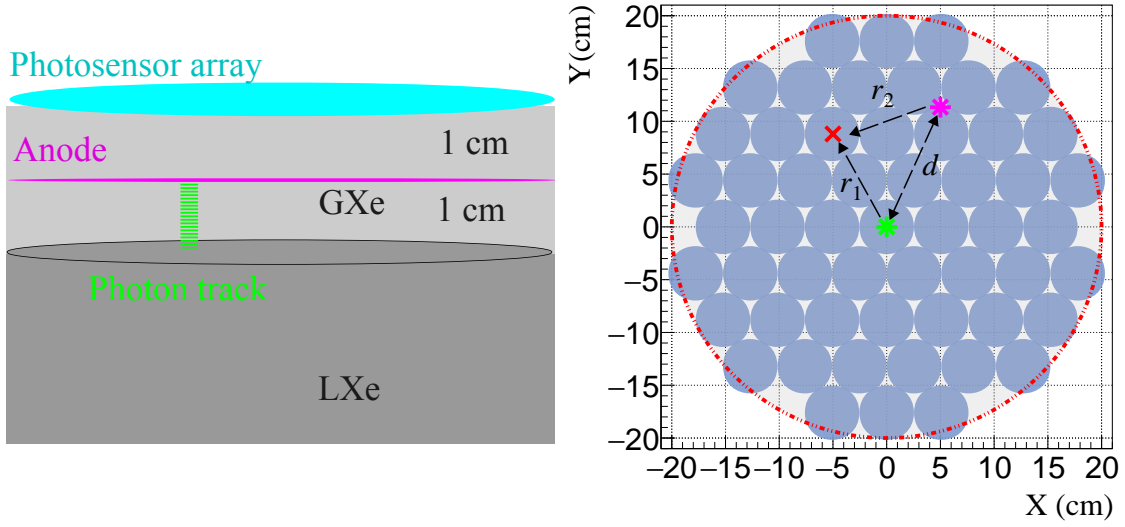 Photosensor array
1 cm
Anode
GXe
1 cm
Photon track
LXe
Y(cm)
20
15
10
5
0
−5
−10
−15
−20
r2
d
r1
−20 −15 −10 −5 0 5 10 15 20
X (cm)